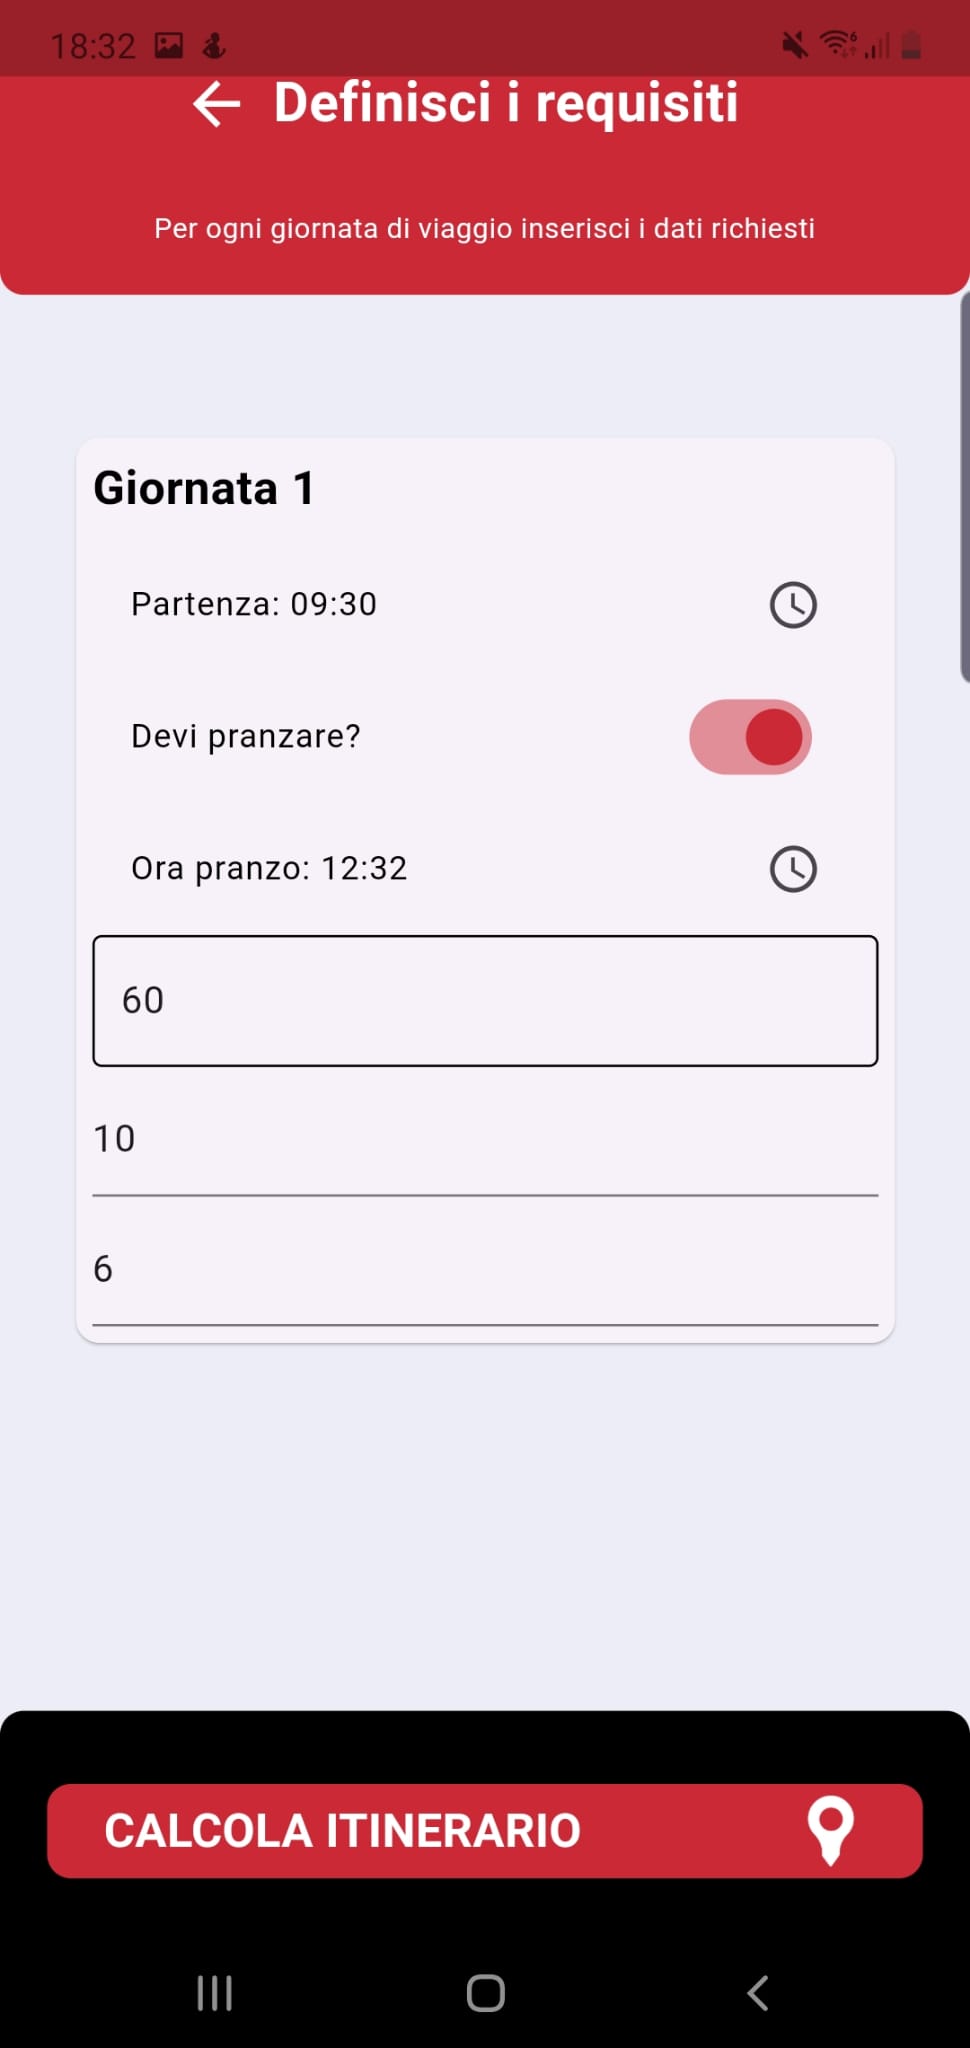 18:32
Definisci i requisiti
Per ogni giornata di viaggio inserisci i dati richiesti
Giornata 1
Partenza: 09:30
Devi pranzare?
Ora pranzo: 12:32
60
10
6
CALCOLA ITINERARIO